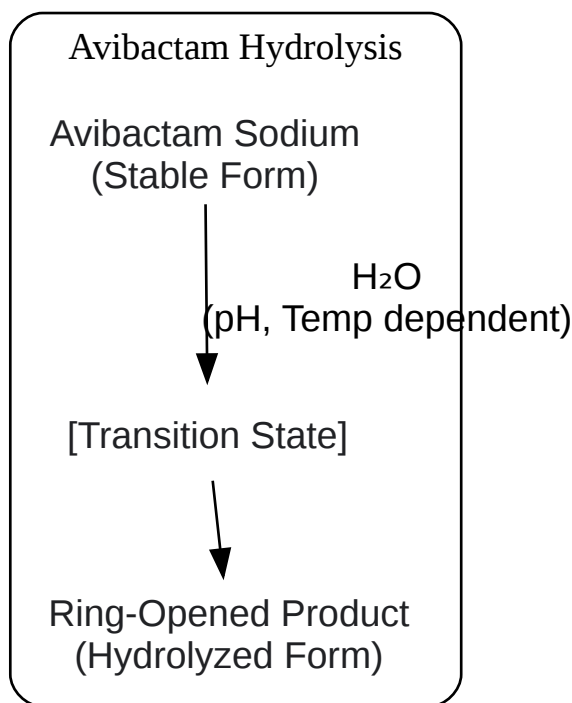 Avibactam Hydrolysis
Avibactam Sodium
(Stable Form)
H₂O
(pH, Temp dependent)
[Transition State]
Ring-Opened Product
(Hydrolyzed Form)